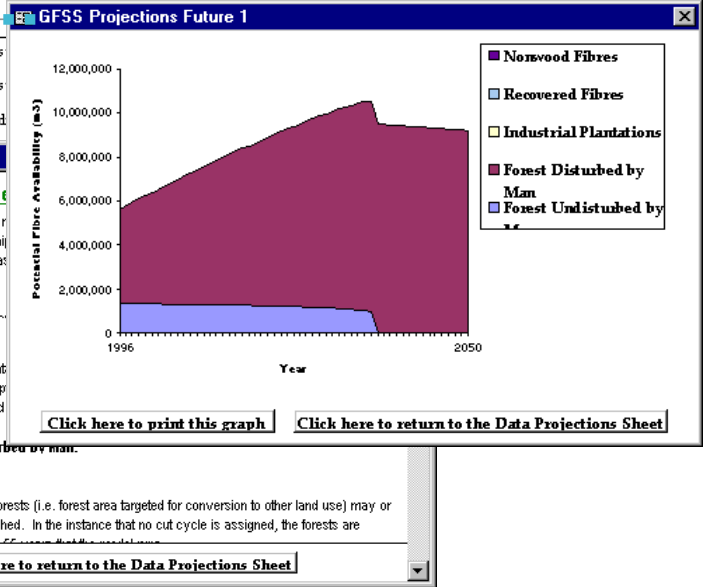 GFSS Projections Future 1
12,000,000
10,000,000
8,000,000
6,000,000
4,000,000
2,000,000
0
Potential Fibre Availability (m3)
1996
2050
Year
Nonwood Fibres
Recovered Fibres
Industrial Plantations
Forest Disturbed by
Man
Forest Undisturbed by
Click here to print this graph
Click here to return to the Data Projections Sheet
by man.
rests (i.e. forest area targeted for conversion to other land use) may or
hed. In the instance that no cut cycle is assigned, the forests are
re to return to the Data Projections Sheet